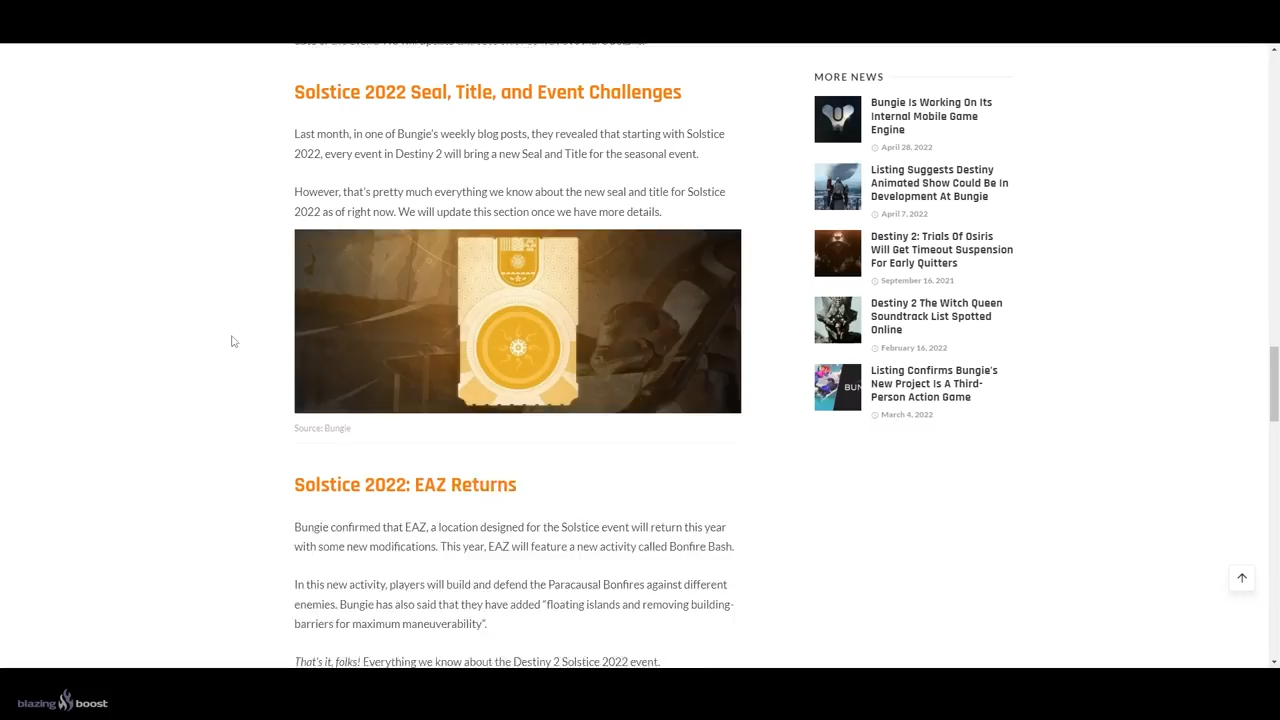 Solstice 2022 Seal, Title, and Event Challenges
Last month, in one of Bungie's weekly blog posts, they revealed that starting with Solstice
2022, every event in Destiny 2 will bring a new Seal and Title for the seasonal event.
However, that's pretty much everything we know about the new seal and title for Solstice
2022 as of right now. We will update this section once we have more details.
Source: Bungie
Solstice 2022: EAZ Returns
Bungie confirmed that EAZ, a location designed for the Solstice event will return this year
with some new modifications. This year, EAZ will feature a new activity called Bonfire Bash.
In this new activity, players will build and defend the Paracausal Bonfires against different
enemies. Bungie has also said that they have added “floating islands and removing building-
barriers for maximum maneuverability”.
That's it, folks! Everything we know about the Destiny 2 Solstice 2022 event.
MORE NEWS
Bungie Is Working On Its
Internal Mobile Game
Engine
April 28, 2022
Listing Suggests Destiny
Animated Show Could Be In
Development At Bungie
April 7, 2022
Destiny 2: Trials Of Osiris
Will Get Timeout Suspension
For Early Quitters
September 16, 2021
Destiny 2 The Witch Queen
Soundtrack List Spotted
Online
February 16, 2022
BUN
Listing Confirms Bungie's
New Project Is A Third-
Person Action Game
March 4, 2022
blazing boost